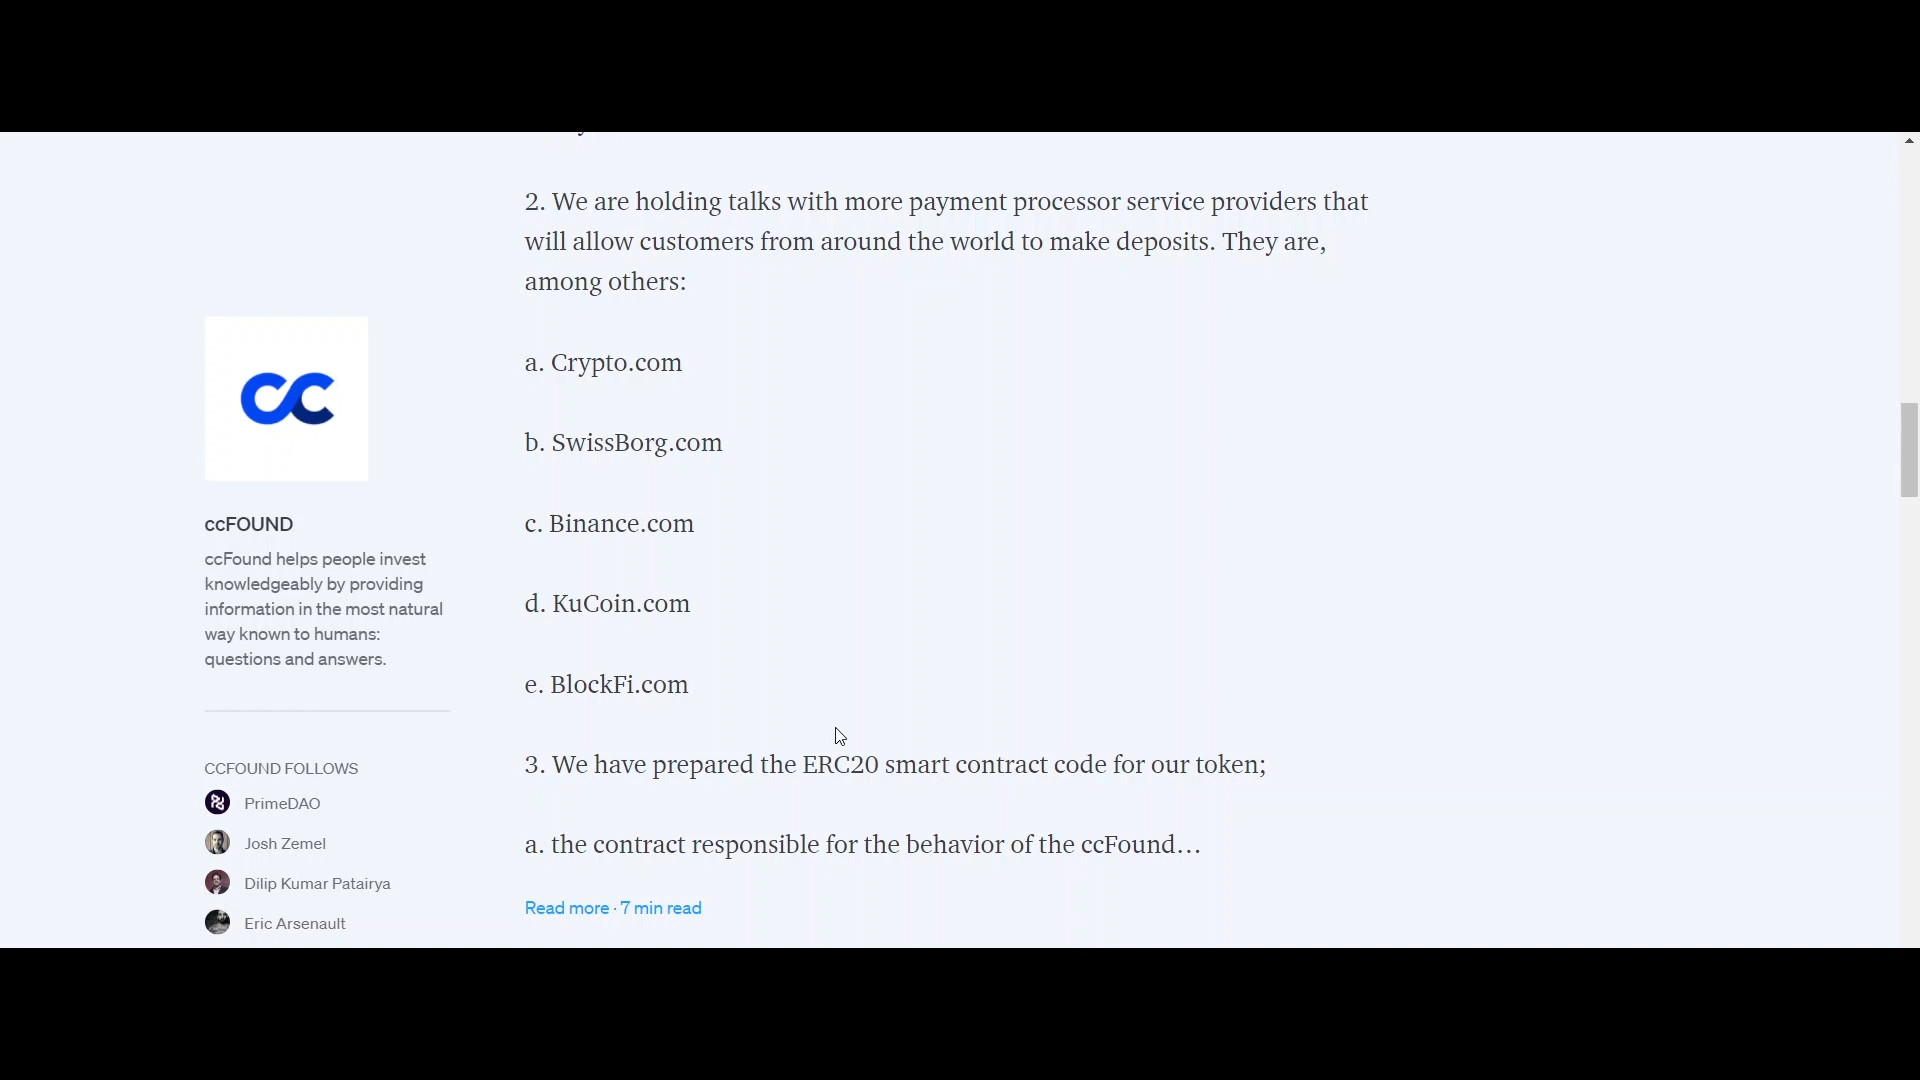 2. We are holding talks with more payment processor service providers that
will allow customers from around the world to make deposits. They are,
among others:
a. Crypto.com
b. SwissBorg.com
c. Binance.com
d. KuCoin.com
e. BlockFi.com
3. We have prepared the ERC20 smart contract code for our token;
a. the contract responsible for the behavior of the ccFound…
Read more · 7 min read
CC
ccFOUND
ccFound helps people invest
knowledgeably by providing
information in the most natural
way known to humans:
questions and answers.
CCFOUND FOLLOWS
PrimeDAO
Josh Zemel
Dilip Kumar Patairya
Eric Arsenault